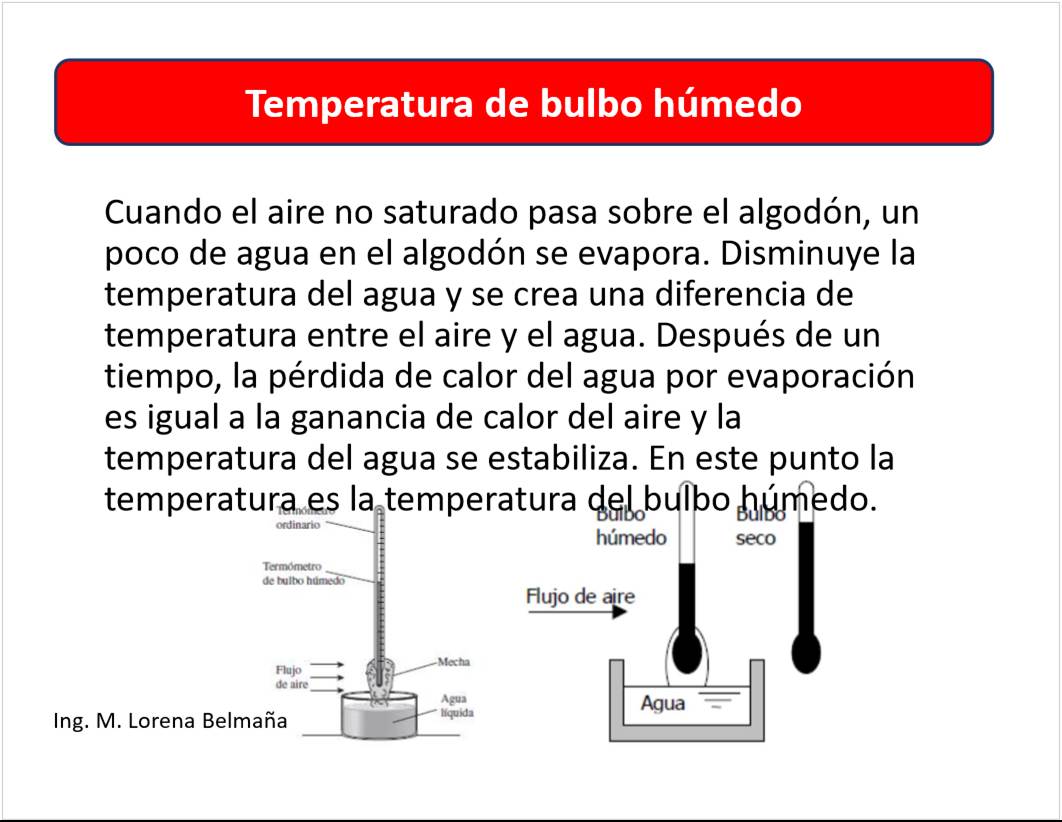 Temperatura de bulbo húmedo
Cuando el aire no saturado pasa sobre el algodón, un
poco de agua en el algodón se evapora. Disminuye la
temperatura del agua y se crea una diferencia de
temperatura entre el aire y el agua. Después de un
tiempo, la pérdida de calor del agua por evaporación
es igual a la ganancia de calor del aire y la
temperatura del agua se estabiliza. En este punto la
temperatura es la temperatura del bulbo húmedo.
Termómetro
ordinario
Termómetro
de bulbo húmedo
Flujo
de aire
Mecha
Agua
líquida
Bulbo
húmedo
Bulbo
seco
Flujo de aire
Agua
Ing. M. Lorena Belmaña